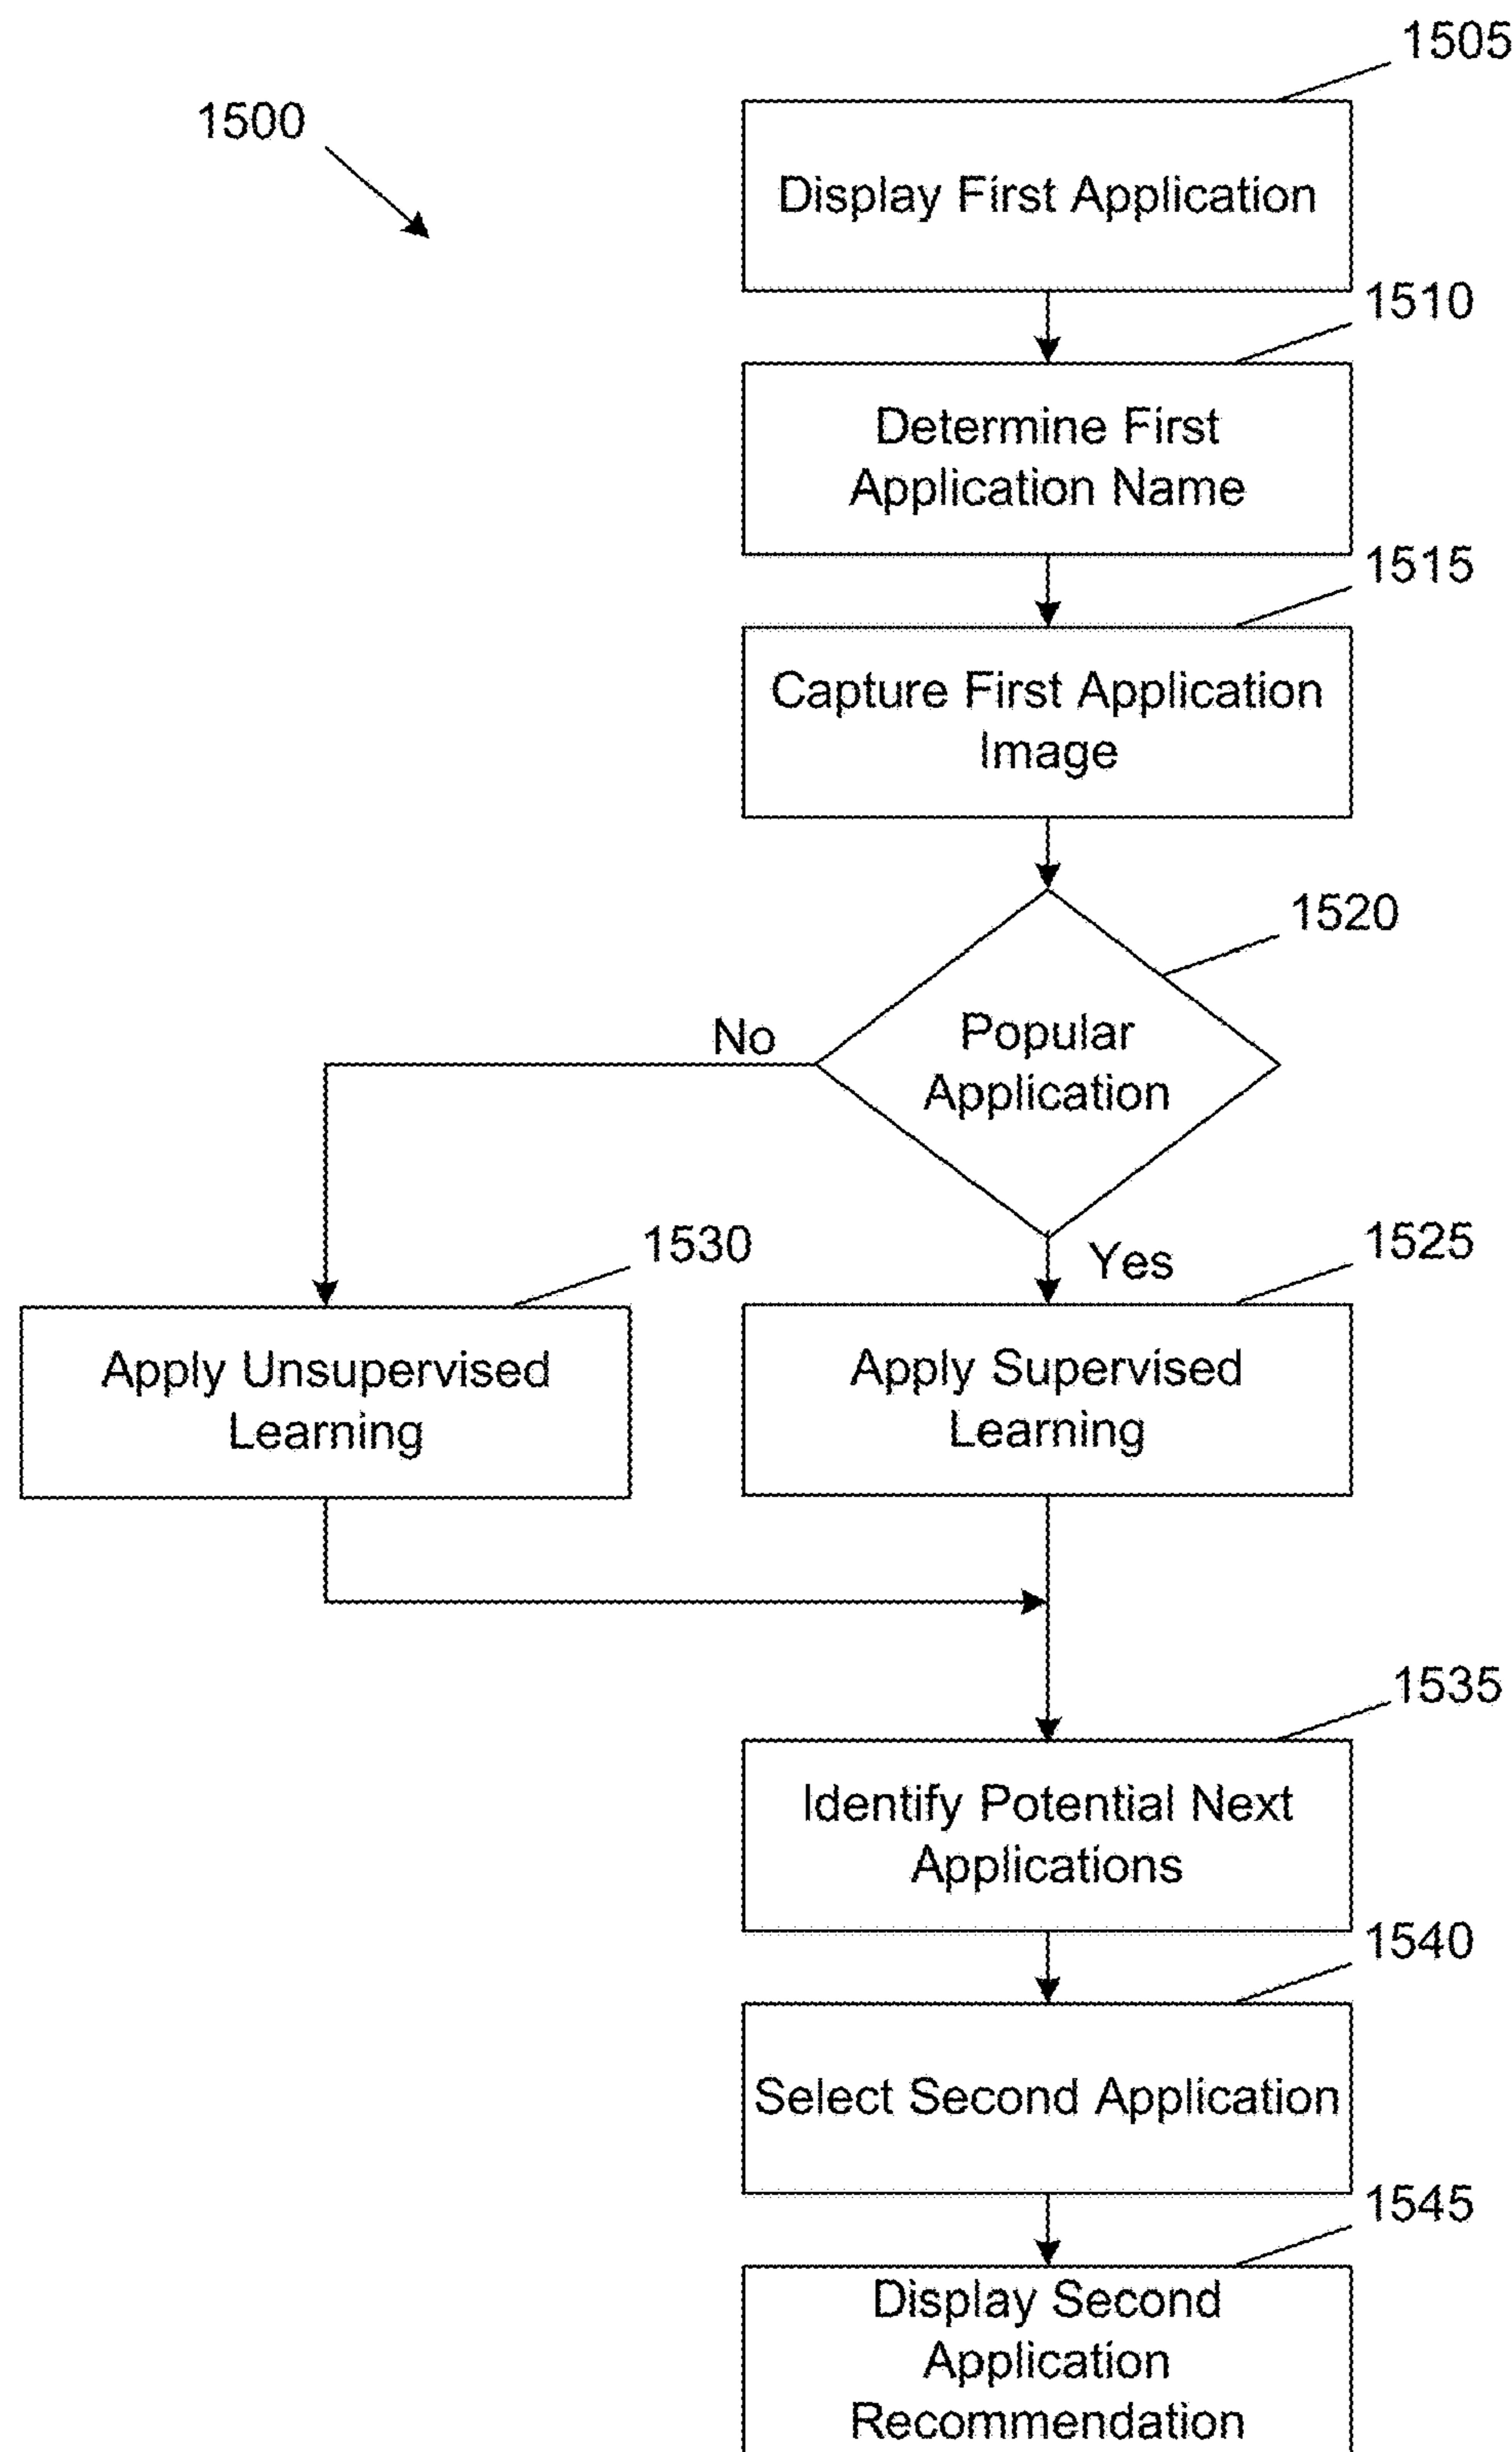 1505
1500
Display First Application
1510
Determine First
Application Name
1515
Capture First Application
Image
1520
Popular
Application
No
Yes
1530
1525
Apply Unsupervised
Learning
Apply Supervised
Learning
1535
Identify Potential Next
Applications
1540
Select Second Application
1545
Display Second
Application
Recommendation